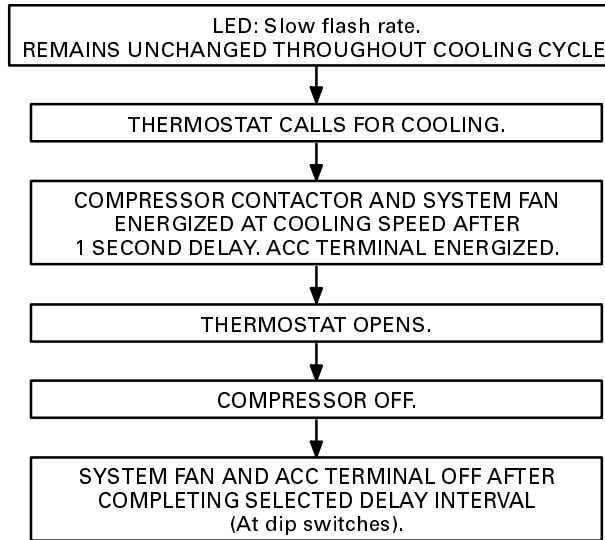 LED: Slow flash rate.
REMAINS UNCHANGED THROUGHOUT COOLING CYCLE
THERMOSTAT CALLS FOR COOLING.
COMPRESSOR CONTACTOR AND SYSTEM FAN
ENERGIZED AT COOLING SPEED AFTER
1 SECOND DELAY. ACC TERMINAL ENERGIZED.
THERMOSTAT OPENS.
COMPRESSOR OFF.
SYSTEM FAN AND ACC TERMINAL OFF AFTER
COMPLETING SELECTED DELAY INTERVAL
(At dip switches).